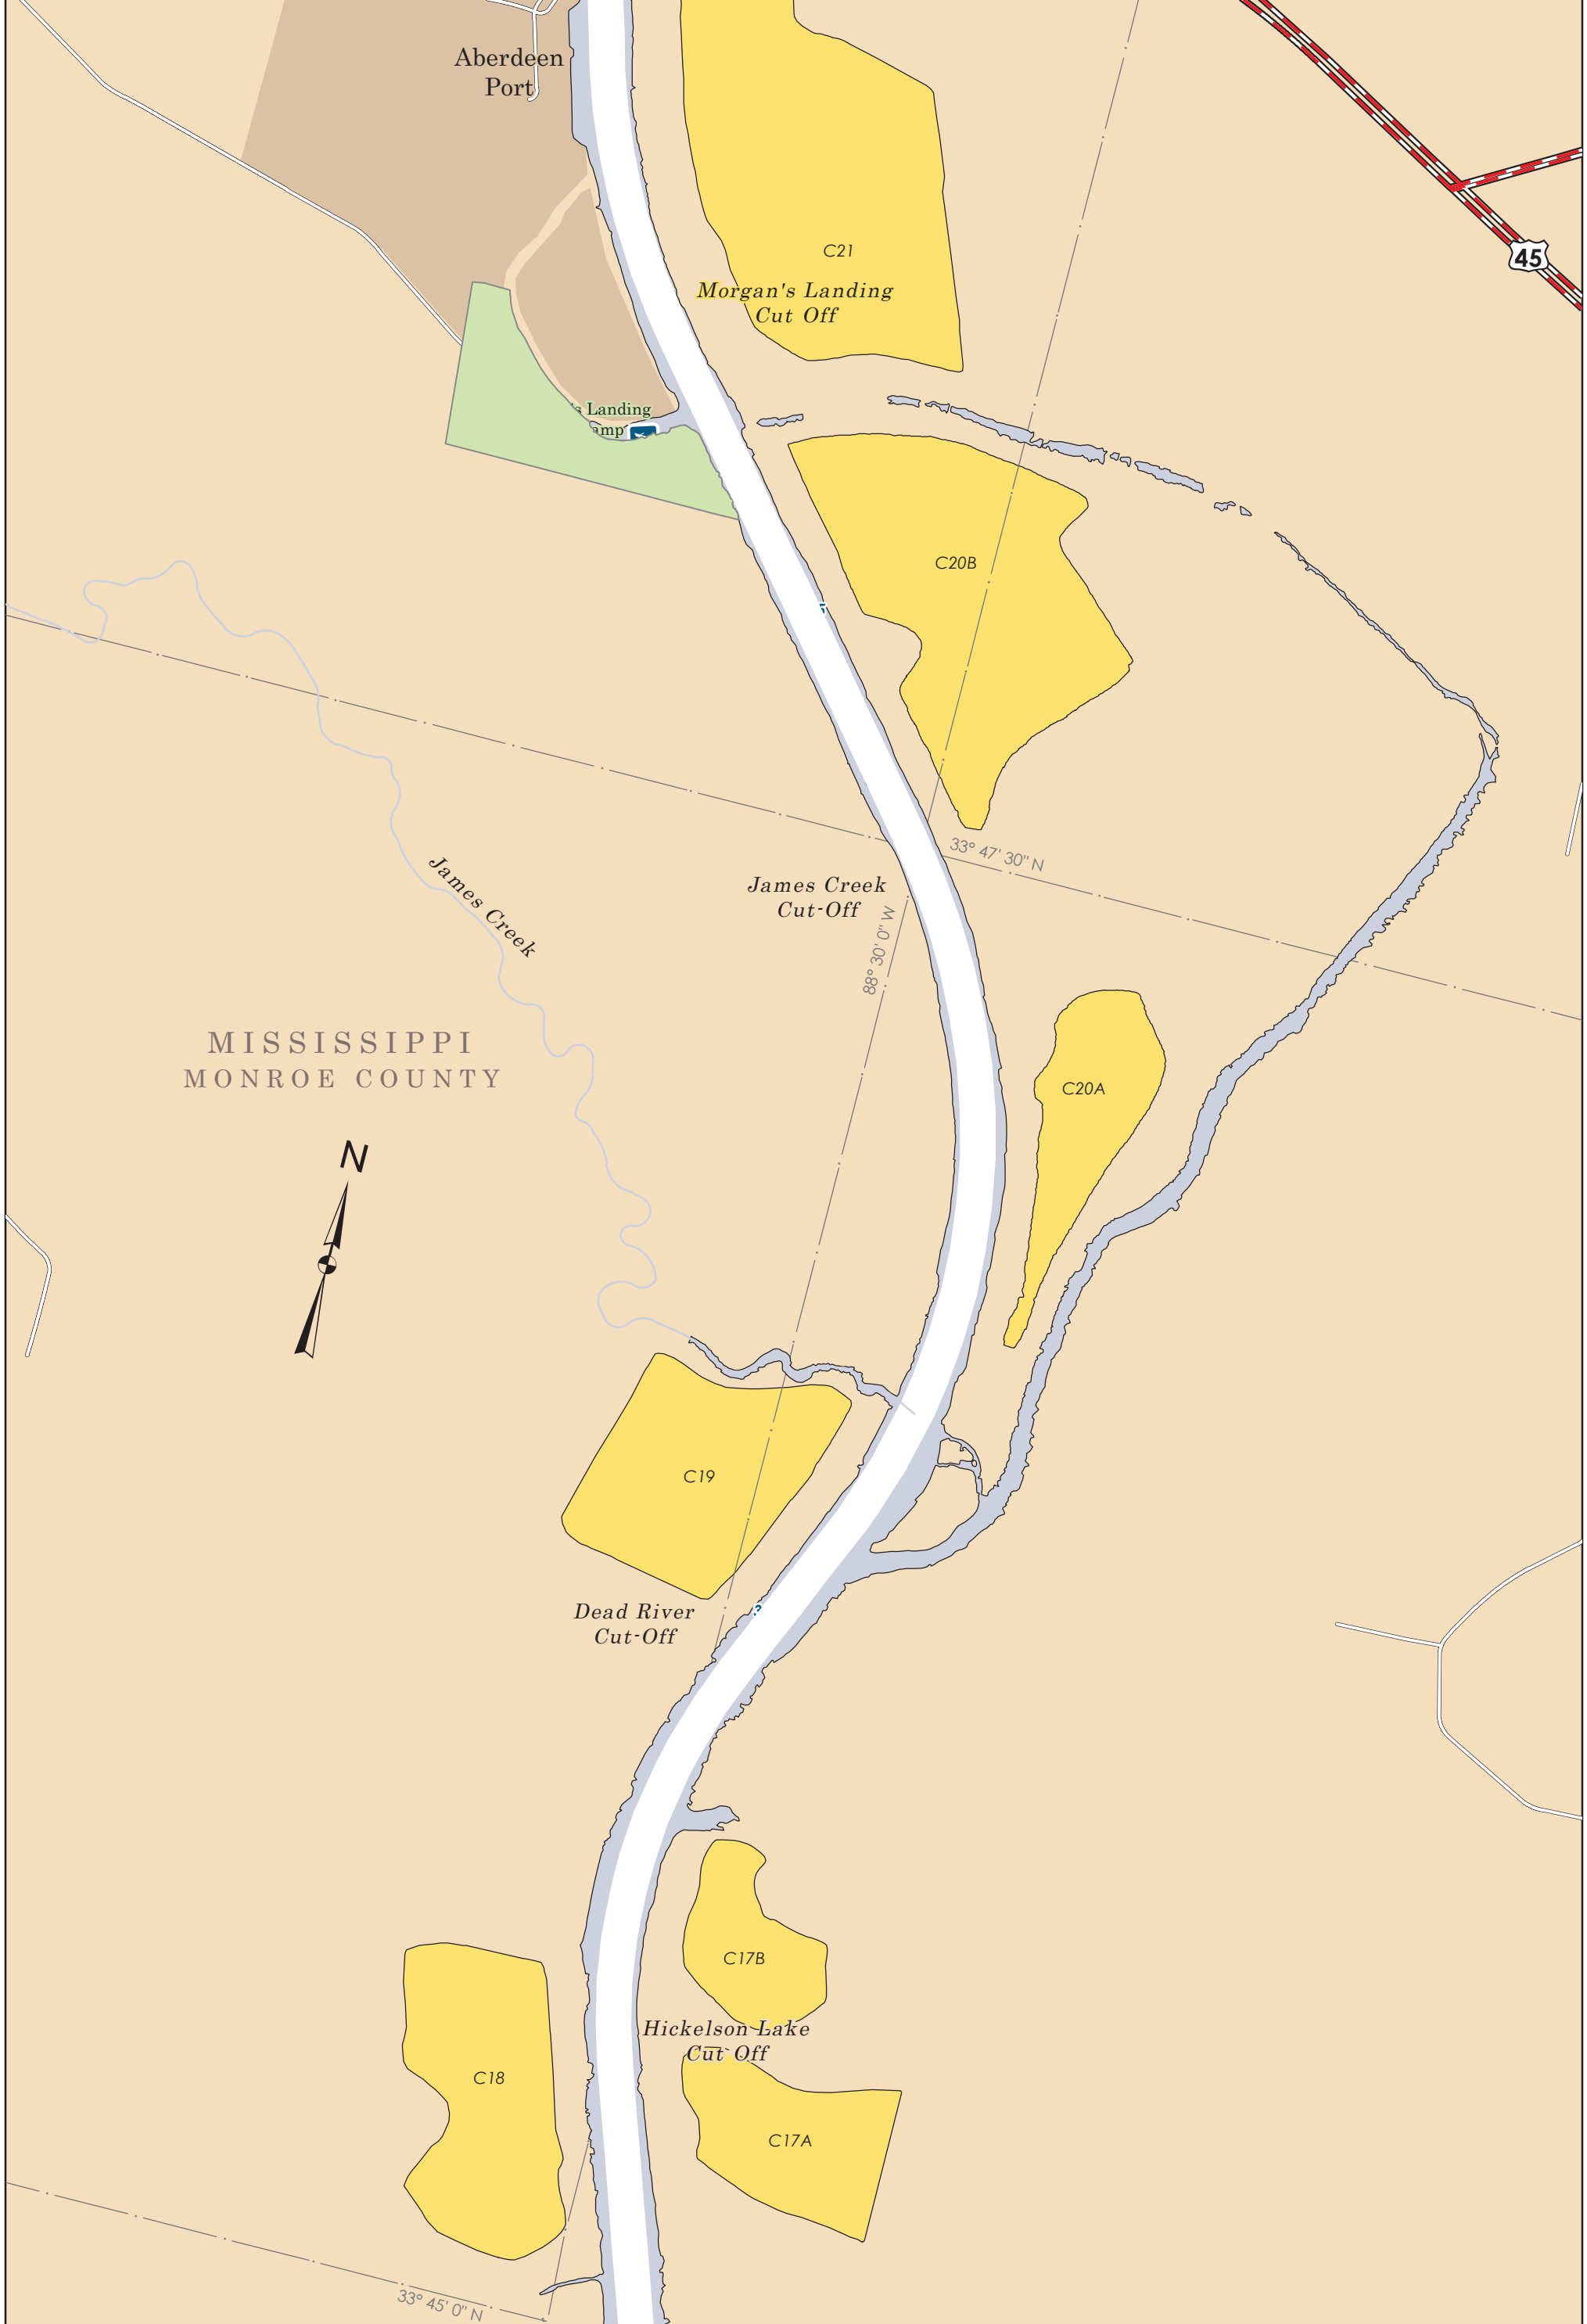 Aberdeen
Port
45
C21
Morgan's Landing
Cut Off
Landing
C20B
33° 47' 30" N
James Creek
Cut-Off
88° 30' 0" W
James Creek
MISSISSIPPI
MONROE COUNTY
C20A
N
C19
Dead River
Cut-Off
C17B
Hickelson Lake
Cut Off
C18
C17A
33° 45' 0" N